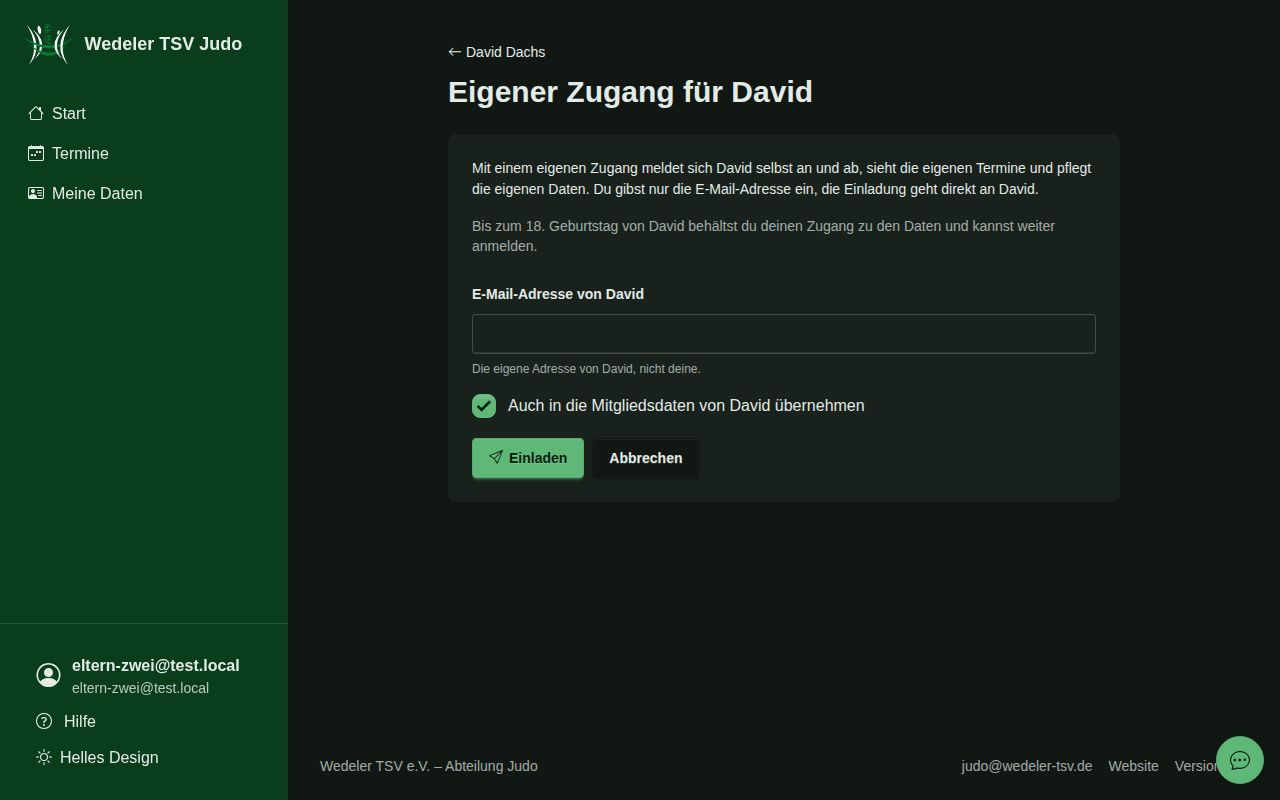 Wedeler TSV Judo
Start
Termine
Meine Daten
← David Dachs
Eigener Zugang für David
Mit einem eigenen Zugang meldet sich David selbst an und ab, sieht die eigenen Termine und pflegt
die eigenen Daten. Du gibst nur die E-Mail-Adresse ein, die Einladung geht direkt an David.
Bis zum 18. Geburtstag von David behältst du deinen Zugang zu den Daten und kannst weiter
anmelden.
E-Mail-Adresse von David
Die eigene Adresse von David, nicht deine.
Auch in die Mitgliedsdaten von David übernehmen
Einladen
Abbrechen
eltern-zwei@test.local
eltern-zwei@test.local
Hilfe
Helles Design
Wedeler TSV e.V. – Abteilung Judo
judo@wedeler-tsv.de
Website